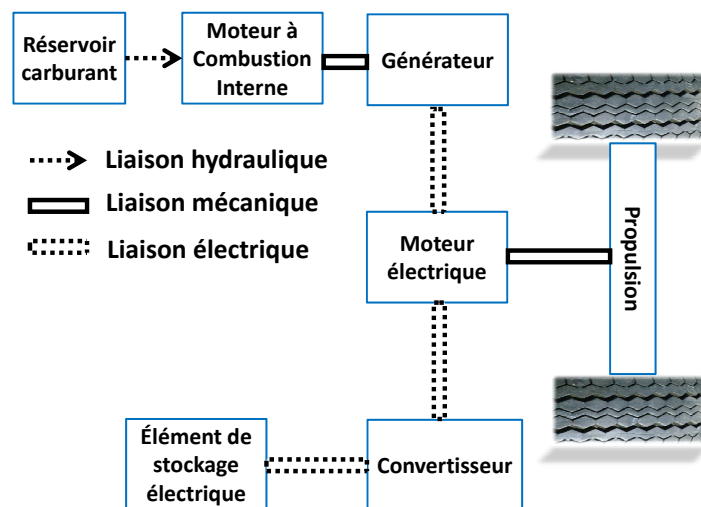 Réservoir
carburant
Moteur à
Combustion
Interne
Générateur
Liaison hydraulique
Liaison mécanique
Liaison électrique
Moteur
électrique
Propulsion
Élément de
stockage
électrique
Convertisseur